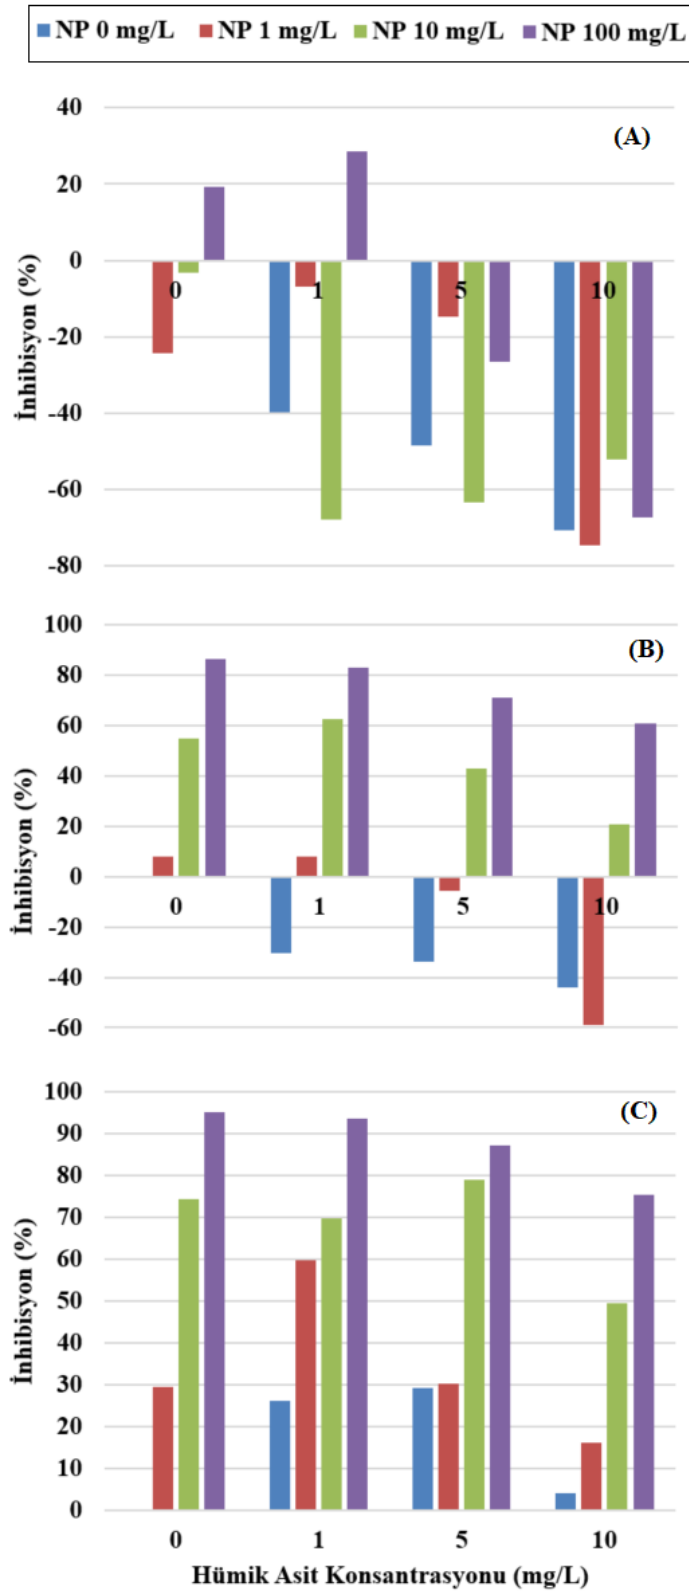 NP 0 mg/L NP 1 mg/L NP 10 mg/L NP 100 mg/L
(A)
İnhibisyon (%)
40
20
0
-20
-40
-60
-80
0 1 5 10
(B)
İnhibisyon (%)
100
80
60
40
20
0
-20
-40
-60
0 1 5 10
(C)
İnhibisyon (%)
100
90
80
70
60
50
40
30
20
10
0
0 1 5 10
Hümik Asit Konsantrasyonu (mg/L)